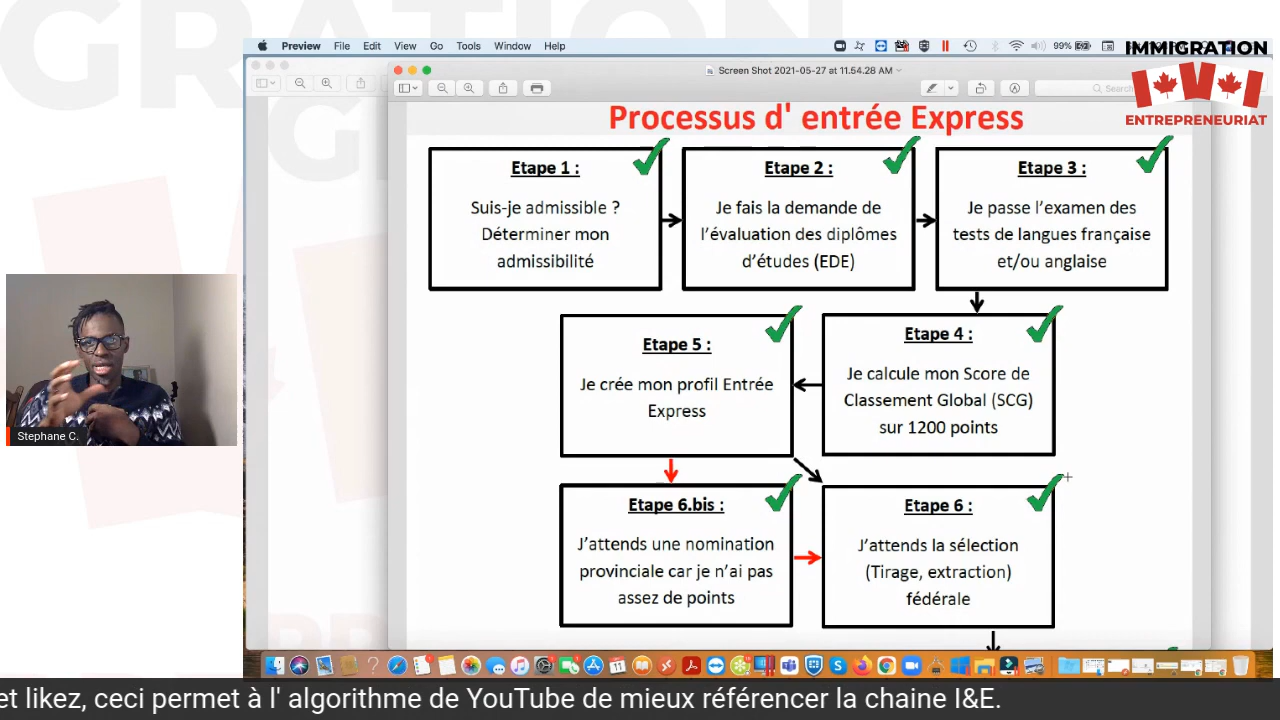 GRATION
Preview File Edit View Go Tools Window Help
99%
IMMIGRATION
ENTREPRENEURIAT
Screen Shot 2021-05-27 at 11.54.28 AM
Search
Processus d' entrée Express
Etape 1 :
Suis-je admissible ?
Déterminer mon
admissibilité
Etape 2 :
Je fais la demande de
l'évaluation des diplômes
d'études (EDE)
Etape 3 :
Je passe l'examen des
tests de langues française
et/ou anglaise
Etape 4 :
Je calcule mon Score de
Classement Global (SCG)
sur 1200 points
Etape 5 :
Je crée mon profil Entrée
Express
Etape 6.bis :
J'attends une nomination
provinciale car je n'ai pas
assez de points
Etape 6 :
J'attends la sélection
(Tirage, extraction)
fédérale
Stephane C.
et likez, ceci permet à l' algorithme de YouTube de mieux référencer la chaine I&E.